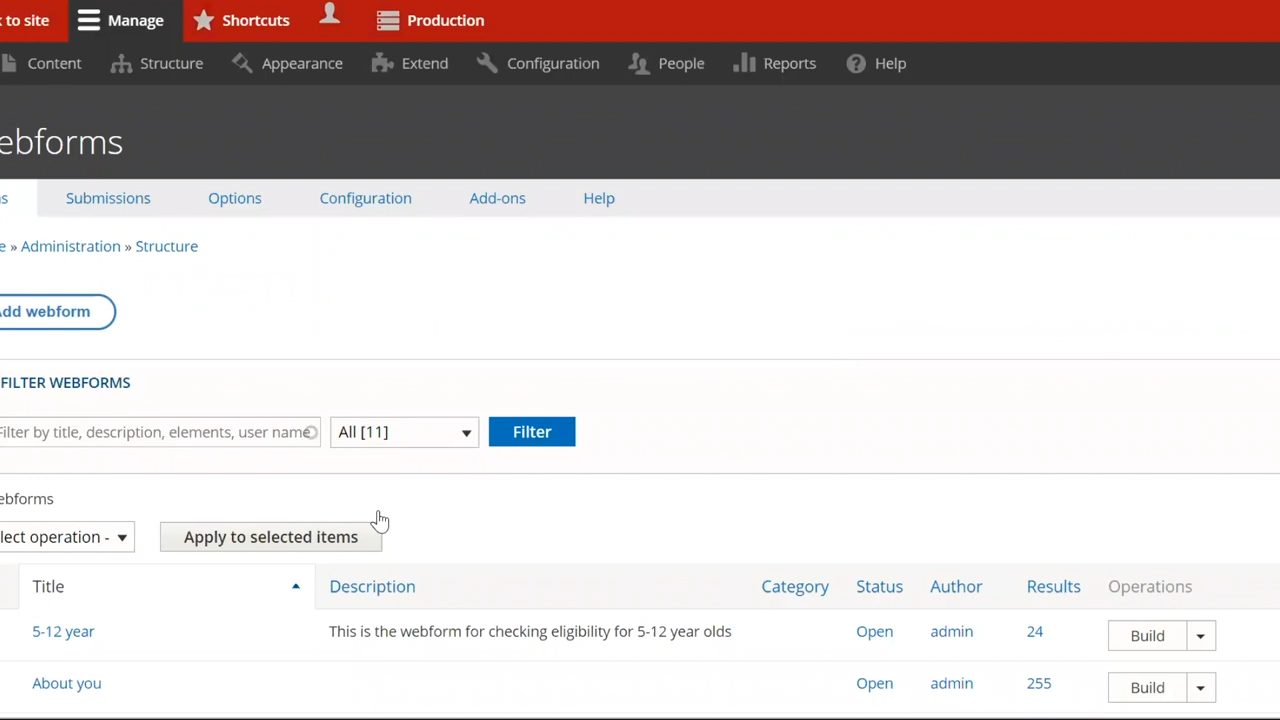 k to site Manage Shortcuts Production
Content Structure Appearance Extend Configuration People Reports Help
ebforms
s Submissions Options Configuration Add-ons Help
e » Administration » Structure
Add webform
FILTER WEBFORMS
Filter by title, description, elements, user name All [11] Filter
ebforms
lect operation - Apply to selected items
Title Description Category Status Author Results Operations
5-12 year This is the webform for checking eligibility for 5-12 year olds Open admin 24 Build
About you Open admin 255 Build